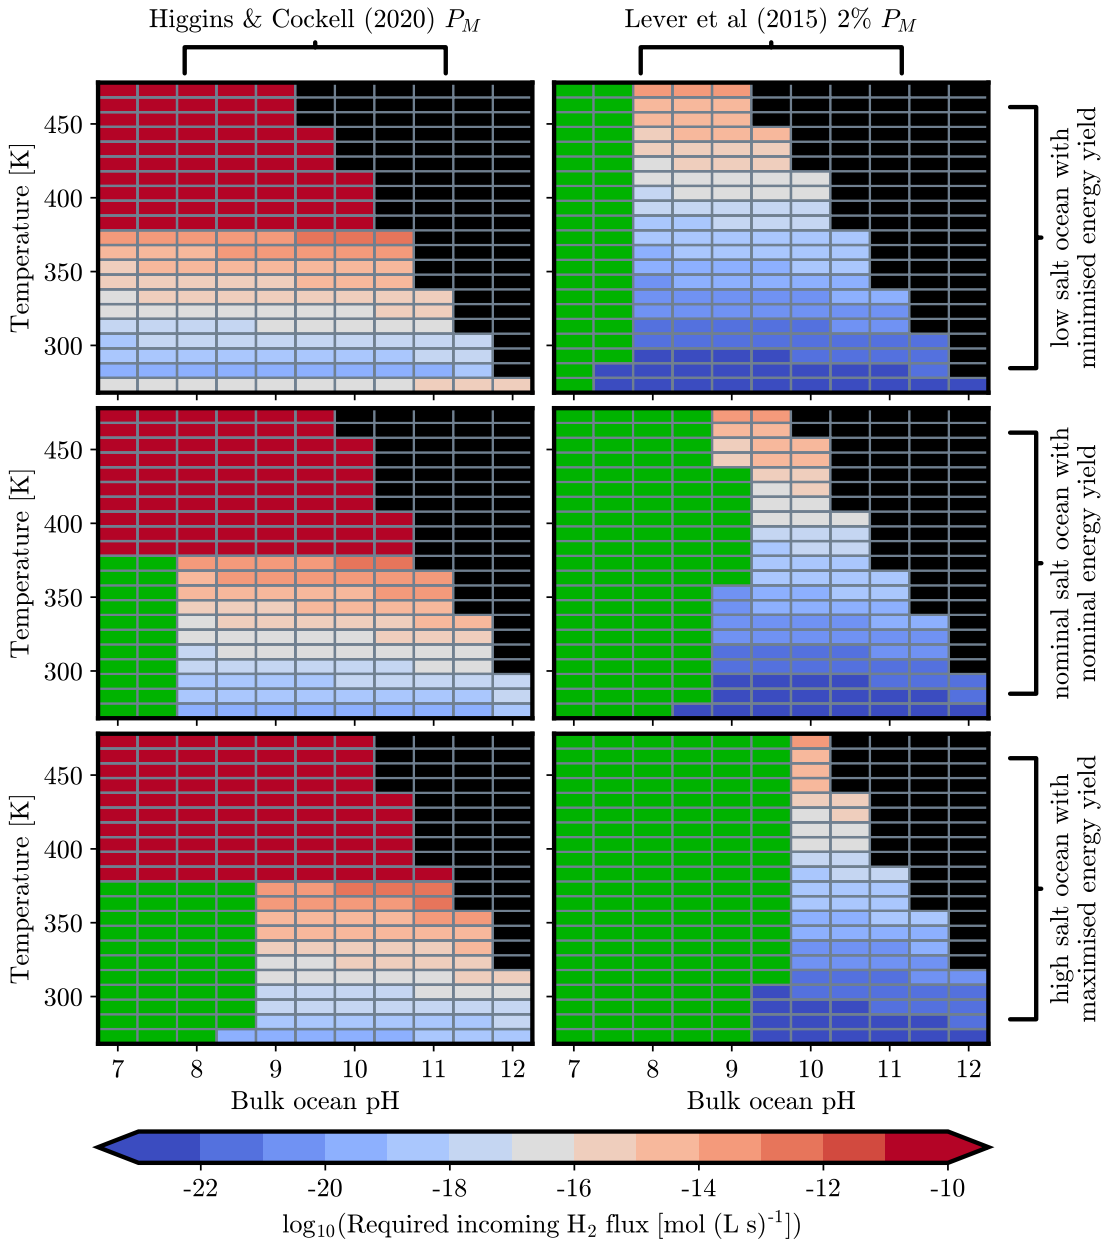 Higgins & Cockell (2020) P_M
Lever et al (2015) 2% P_M
Temperature [K]
450
400
350
300
low salt ocean with
minimised energy yield
Temperature [K]
450
400
350
300
nominal salt ocean with
nominal energy yield
Temperature [K]
450
400
350
300
high salt ocean with
maximised energy yield
7 8 9 10 11 12
7 8 9 10 11 12
Bulk ocean pH
Bulk ocean pH
-22 -20 -18 -16 -14 -12 -10
log₁₀(Required incoming H₂ flux [mol (L s)⁻¹])